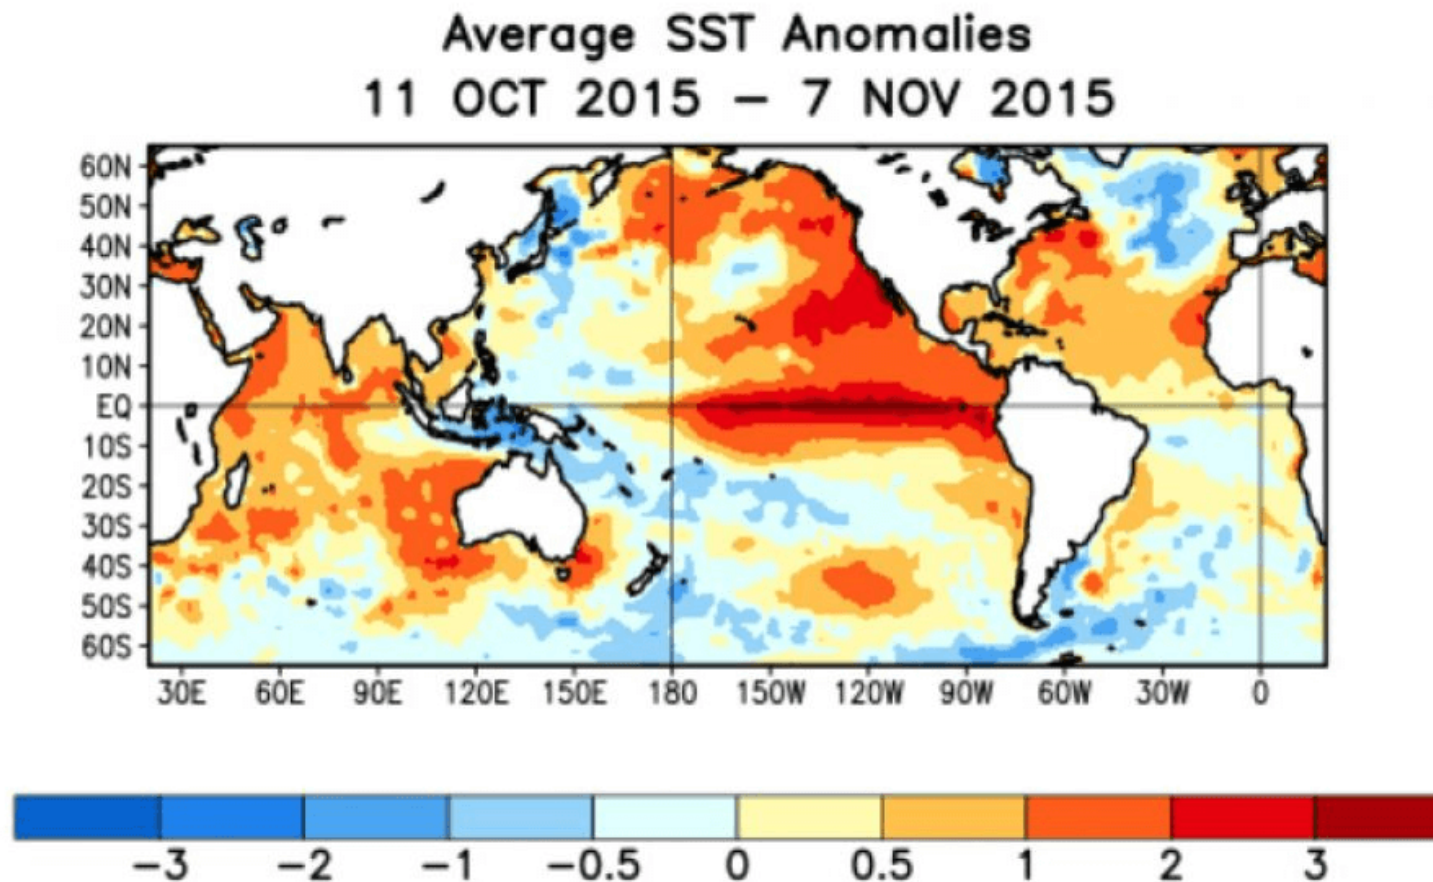 Average SST Anomalies
11 OCT 2015 – 7 NOV 2015
60N
50N
40N
30N
20N
10N
EQ
10S
20S
30S
40S
50S
60S
30E 60E 90E 120E 150E 180 150W 120W 90W 60W 30W 0
−3 −2 −1 −0.5 0 0.5 1 2 3